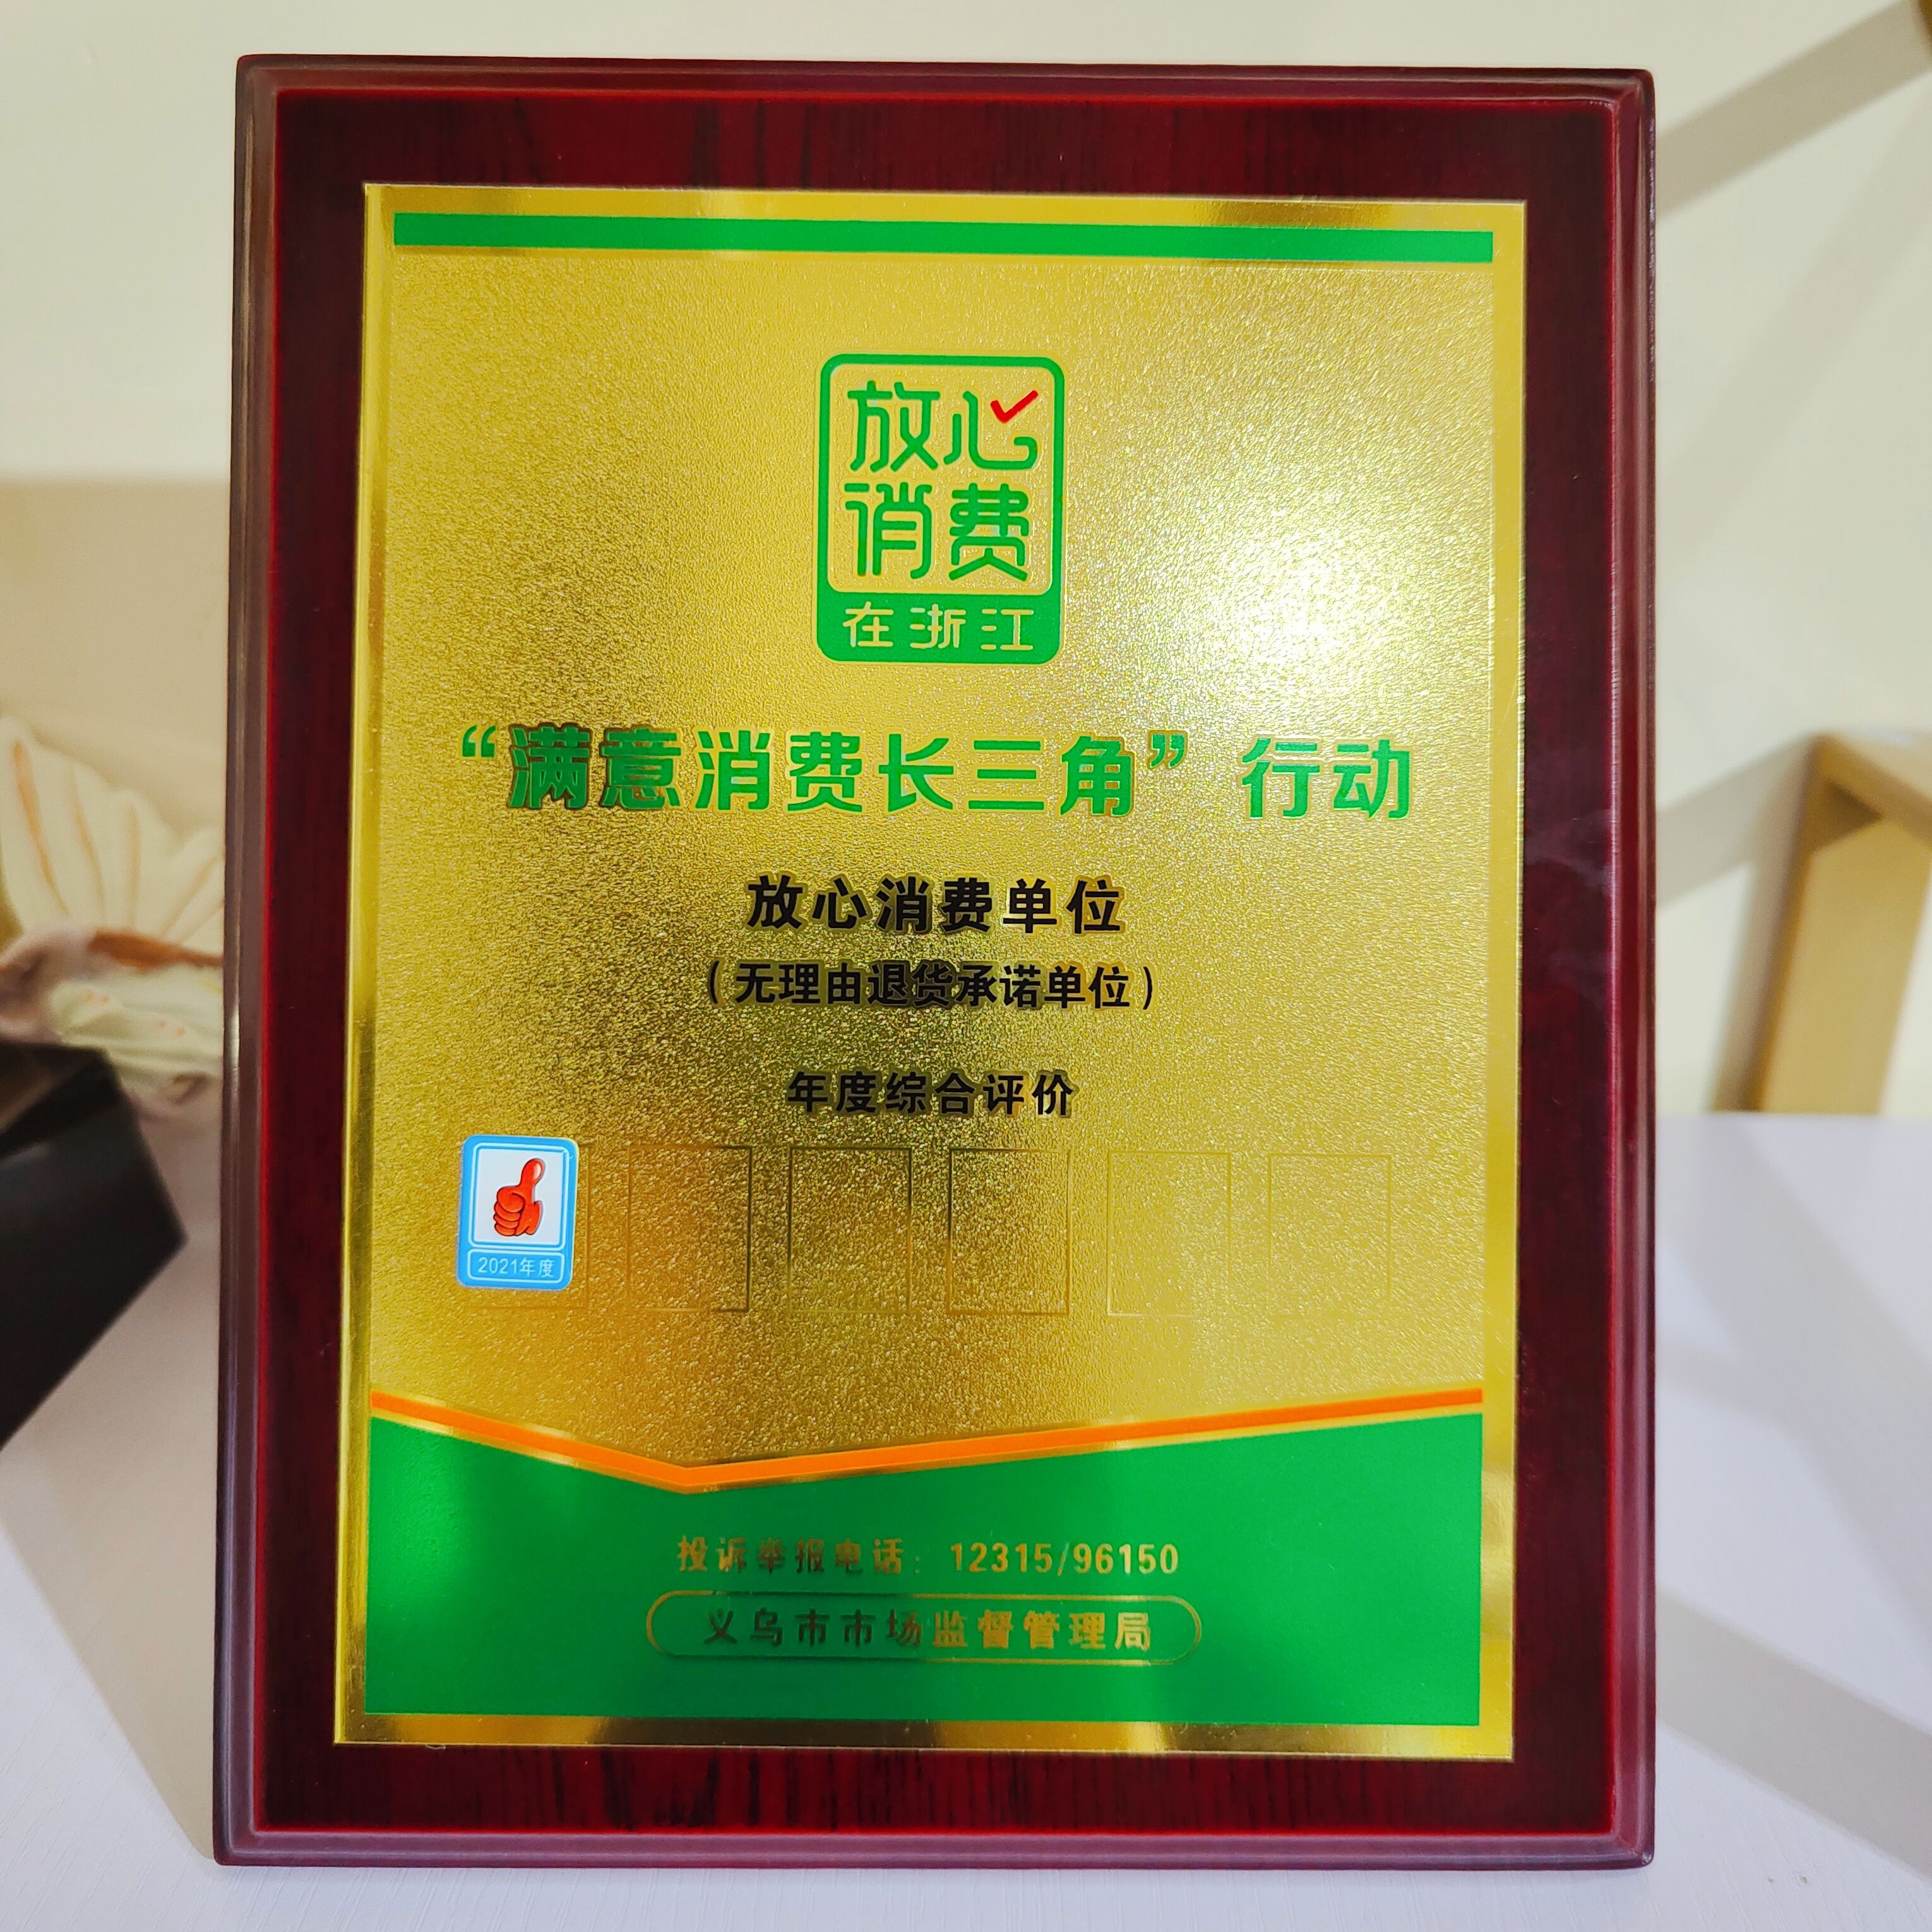 放心
消费
在浙江
“满意消费长三角”行动
放心消费单位
（无理由退货承诺单位）
年度综合评价
2021年度
投诉举报电话：12315/96150
义乌市市场监督管理局